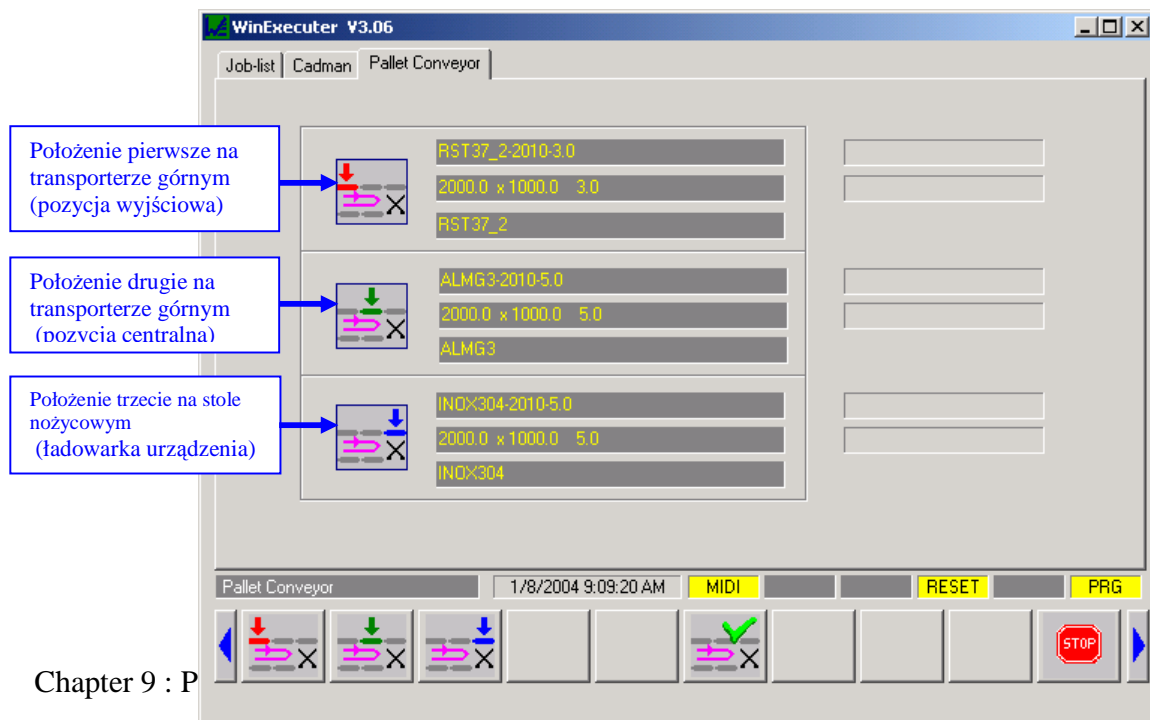 WinExecuter V3.06
Job-list Cadman Pallet Conveyor
Położenie pierwsze na
transporterze górnym
(pozycja wyjściowa)
RST37_2-2010-3.0
2000.0 x 1000.0 3.0
RST37_2
Położenie drugie na
transporterze górnym
(pozycja centralna)
ALMG3-2010-5.0
2000.0 x 1000.0 5.0
ALMG3
Położenie trzecie na stole
nożycowym
(ładowarka urządzenia)
INOX304-2010-5.0
2000.0 x 1000.0 5.0
INOX304
Pallet Conveyor 1/8/2004 9:09:20 AM MIDI RESET PRG
STOP
Chapter 9 : P